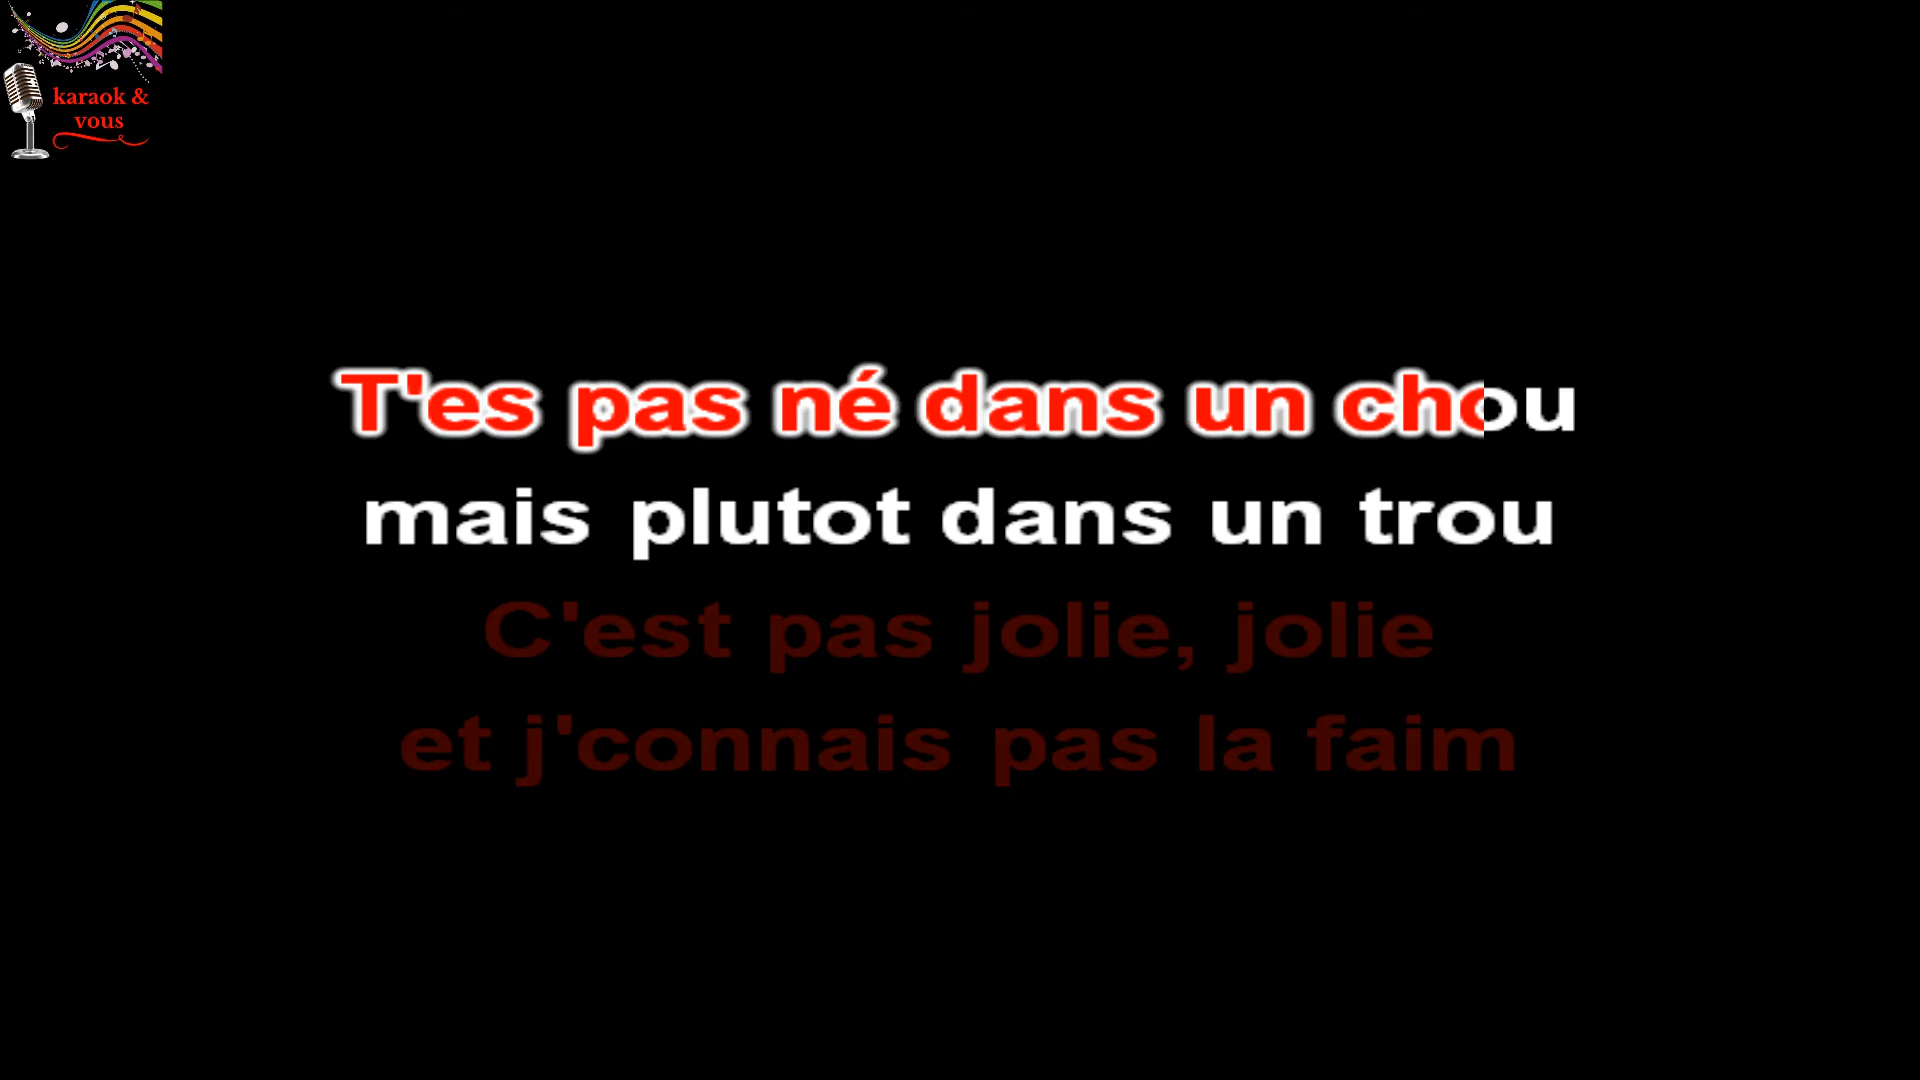 karaok &
vous
T'es pas né dans un chou
mais plutot dans un trou
C'est pas jolie, jolie
et j'connais pas la faim